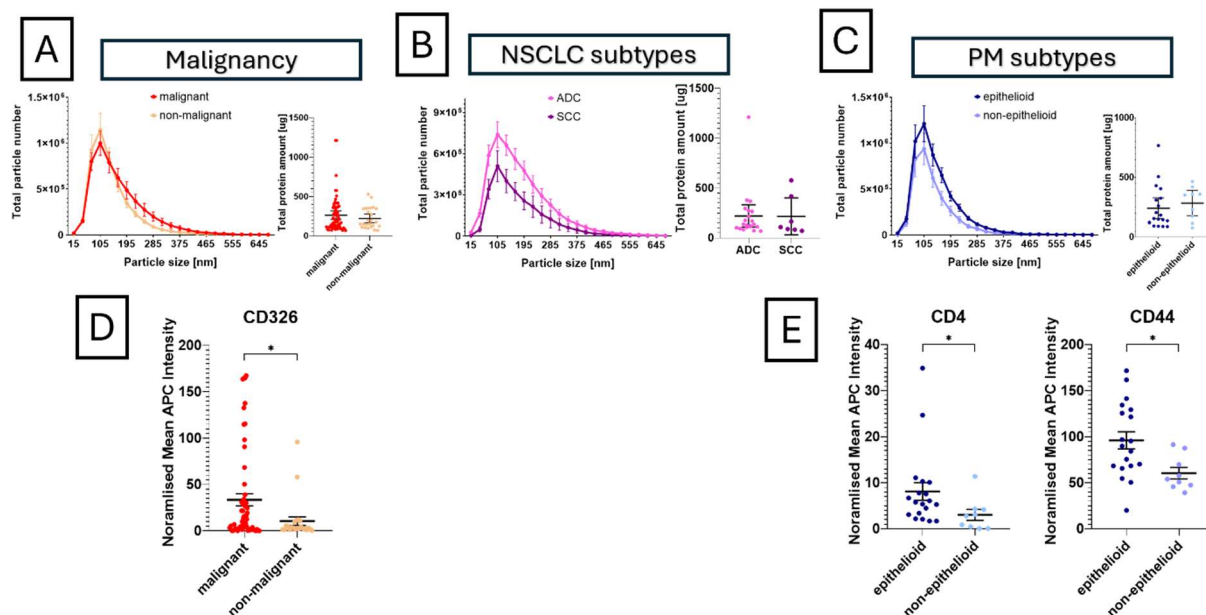 A
Malignancy
malignant
non-malignant
Total particle number
1.5×10⁶
1×10⁶
5×10⁵
0
15 105 195 285 375 465 555 645
Particle size [nm]
Total protein amount [ug]
1500
1000
500
0
malignant
non-malignant
B
NSCLC subtypes
ADC
SCC
Total particle number
9×10⁵
6×10⁵
3×10⁵
0
15 105 195 285 375 465 555 645
Particle size [nm]
Total protein amount [ug]
1500
1000
500
0
ADC SCC
C
PM subtypes
epithelioid
non-epithelioid
Total particle number
1.5×10⁶
1×10⁶
5×10⁵
0
15 105 195 285 375 465 555 645
Particle size [nm]
Total protein amount [ug]
1000
500
0
epithelioid
non-epithelioid
D
CD326
Noramlised Mean APC Intensity
200
150
100
50
0
*
malignant
non-malignant
E
CD4
Noramlised Mean APC Intensity
40
30
20
10
0
*
epithelioid
non-epithelioid
CD44
Noramlised Mean APC Intensity
200
150
100
50
0
*
epithelioid
non-epithelioid